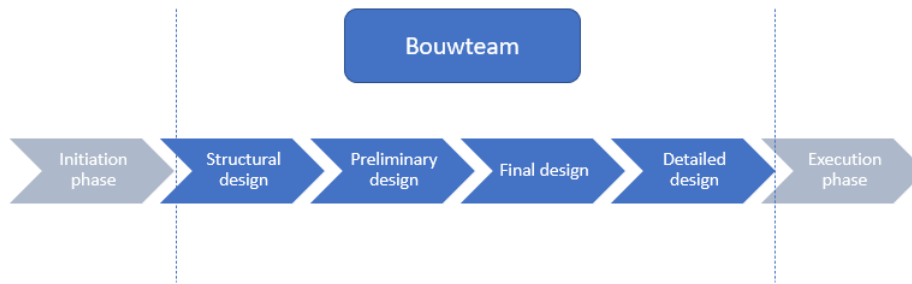 Bouwteam
Initiation
phase
Structural
design
Preliminary
design
Final design
Detailed
design
Execution
phase